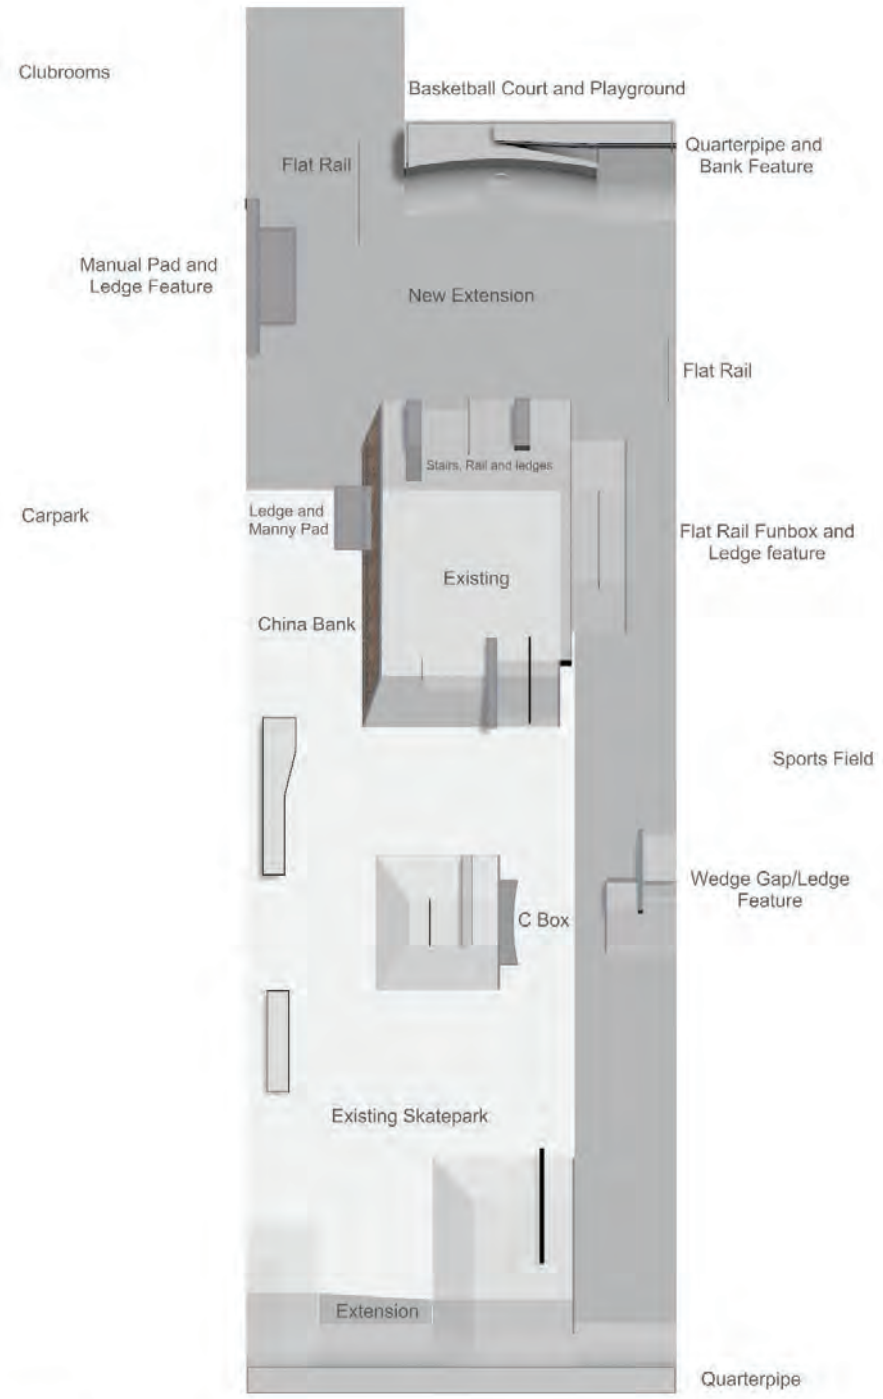 Clubrooms
Basketball Court and Playground
Quarterpipe and
Bank Feature
Flat Rail
Manual Pad and
Ledge Feature
New Extension
Flat Rail
Stairs, Rail and ledges
Ledge and
Manny Pad
Carpark
Flat Rail Funbox and
Ledge feature
Existing
China Bank
Sports Field
Wedge Gap/Ledge
Feature
C Box
Existing Skatepark
Extension
Quarterpipe